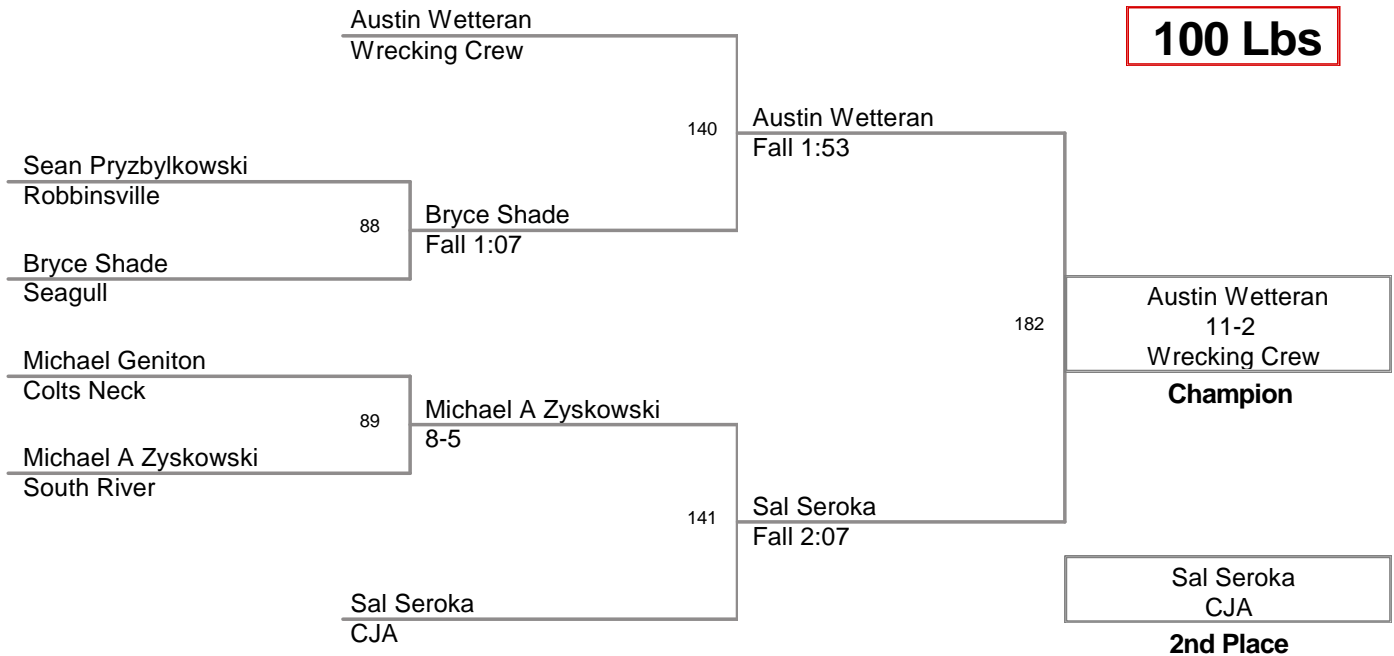 Austin Wetteran
Wrecking Crew
100 Lbs
140
Austin Wetteran
Fall 1:53
Sean Pryzbylkowski
Robbinsville
88
Bryce Shade
Fall 1:07
Bryce Shade
Seagull
182
Austin Wetteran
11-2
Wrecking Crew
Champion
Michael Geniton
Colts Neck
89
Michael A Zyskowski
8-5
Michael A Zyskowski
South River
141
Sal Seroka
Fall 2:07
Sal Seroka
CJA
Sal Seroka
CJA
2nd Place